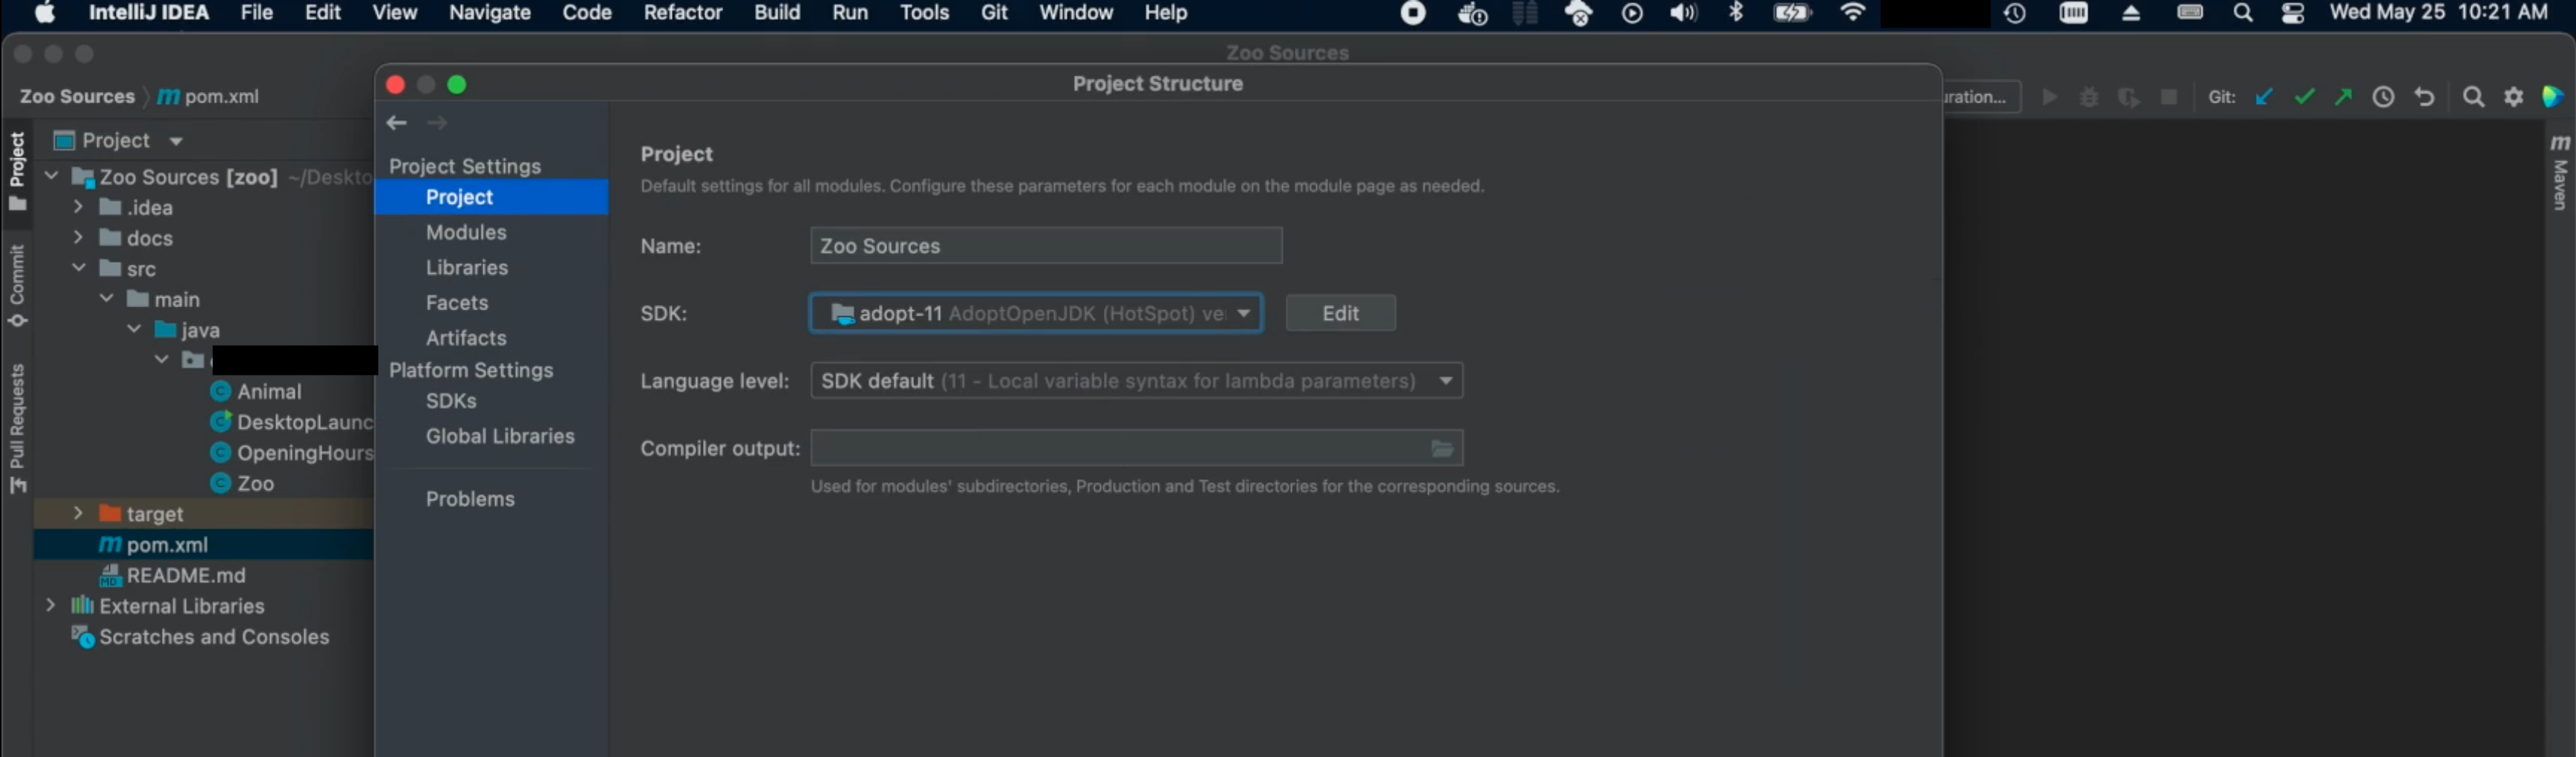 IntelliJ IDEA File Edit View Navigate Code Refactor Build Run Tools Git Window Help Wed May 25 10:21 AM
Zoo Sources
Zoo Sources pom.xml
Project Structure
uration...
Git:
Project
Commit
Pull Requests
Project
Zoo Sources [zoo] ~/Deskto
.idea
docs
src
main
java
Animal
DesktopLaunc
OpeningHours
Zoo
target
pom.xml
README.md
External Libraries
Scratches and Consoles
Project Settings
Project
Modules
Libraries
Facets
Artifacts
Platform Settings
SDKs
Global Libraries
Problems
Project
Default settings for all modules. Configure these parameters for each module on the module page as needed.
Name: Zoo Sources
SDK: adopt-11 AdoptOpenJDK (HotSpot) ve Edit
Language level: SDK default (11 - Local variable syntax for lambda parameters)
Compiler output:
Used for modules' subdirectories, Production and Test directories for the corresponding sources.
m
Maven